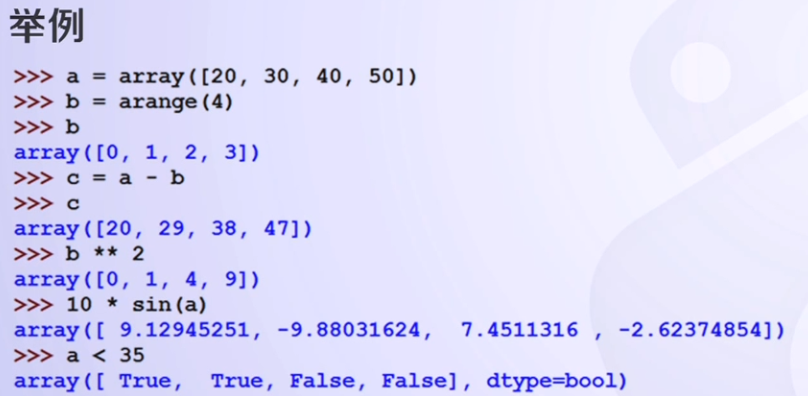 举例
>>> a = array([20, 30, 40, 50])
>>> b = arange(4)
>>> b
array([0, 1, 2, 3])
>>> c = a - b
>>> c
array([20, 29, 38, 47])
>>> b ** 2
array([0, 1, 4, 9])
>>> 10 * sin(a)
array([ 9.12945251, -9.88031624,  7.4511316 , -2.62374854])
>>> a < 35
array([ True,  True, False, False], dtype=bool)